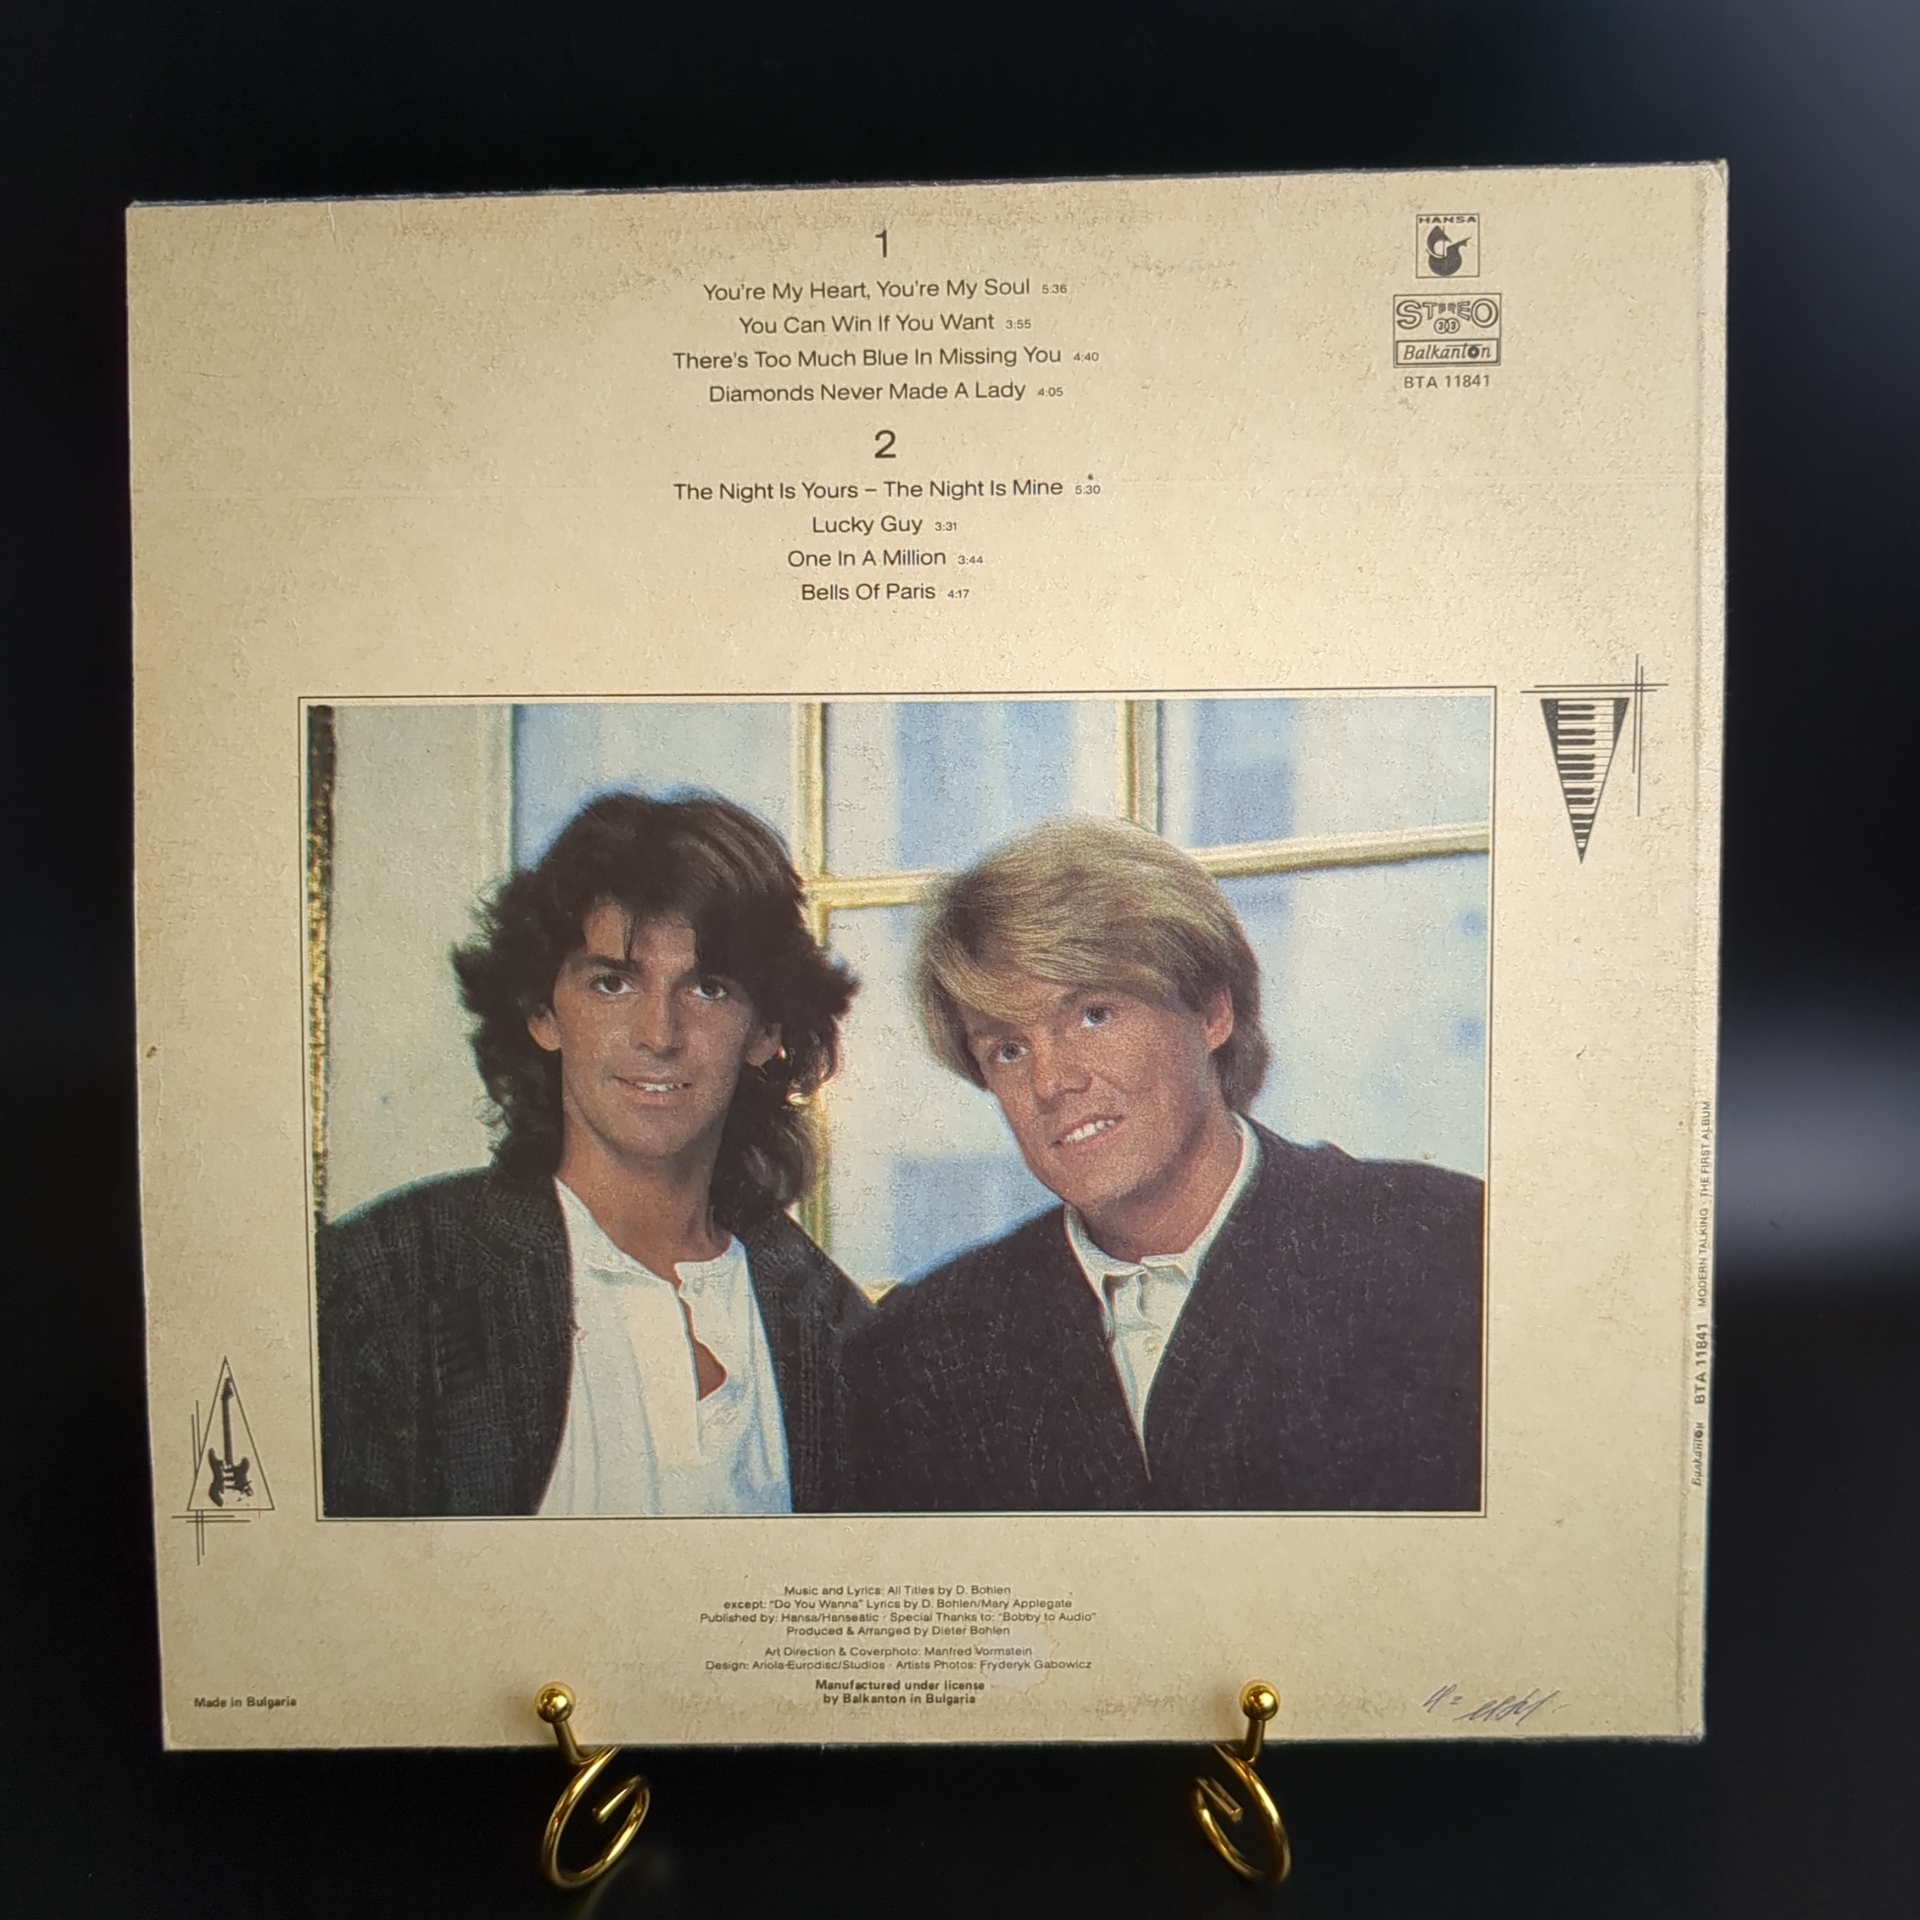 1
You're My Heart, You're My Soul 5:36
You Can Win If You Want 3:55
There's Too Much Blue In Missing You 4:40
Diamonds Never Made A Lady 4:05
2
The Night Is Yours – The Night Is Mine 5:30
Lucky Guy 3:31
One In A Million 3:44
Bells Of Paris 4:17
HANSA
STEREO
33
Balkanton
BTA 11841
Балкантон BTA 11841 MODERN TALKING · THE FIRST ALBUM
Music and Lyrics: All Titles by D. Bohlen
except: "Do You Wanna" Lyrics by D. Bohlen/Mary Applegate
Published by: Hansa/Hanseatic · Special Thanks to: "Bobby to Audio"
Produced & Arranged by Dieter Bohlen
Art Direction & Coverphoto: Manfred Vormstein
Design: Ariola-Eurodisc/Studios · Artists Photos: Fryderyk Gabowicz
Manufactured under license
by Balkanton in Bulgaria
Made in Bulgaria